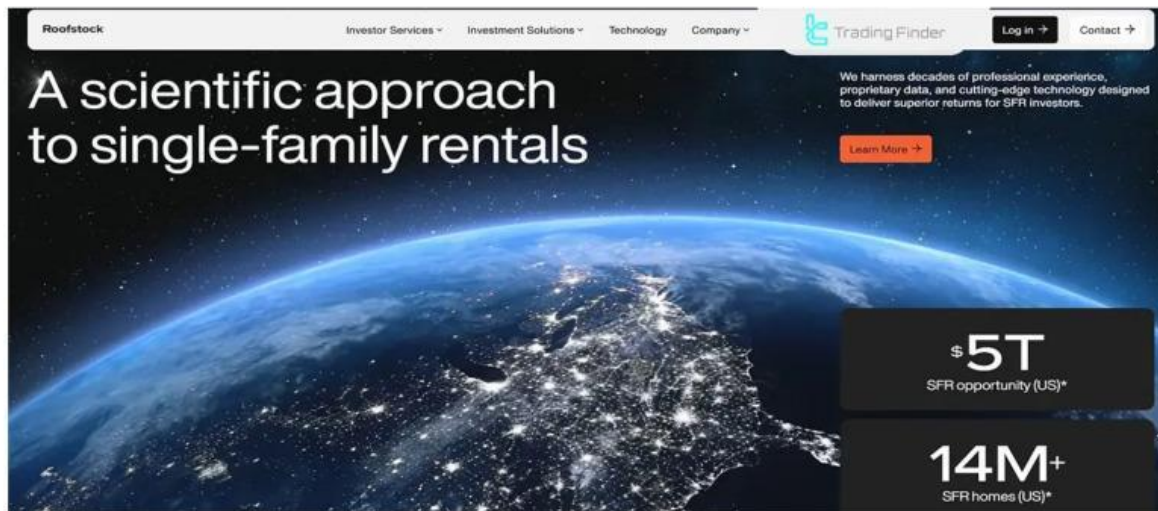 Roofstock
Investor Services
Investment Solutions
Technology
Company
Trading Finder
Log in →
Contact →
A scientific approach
to single-family rentals
We harness decades of professional experience,
proprietary data, and cutting-edge technology designed
to deliver superior returns for SFR investors.
Learn More →
$5T
SFR opportunity (US)*
14M+
SFR homes (US)*